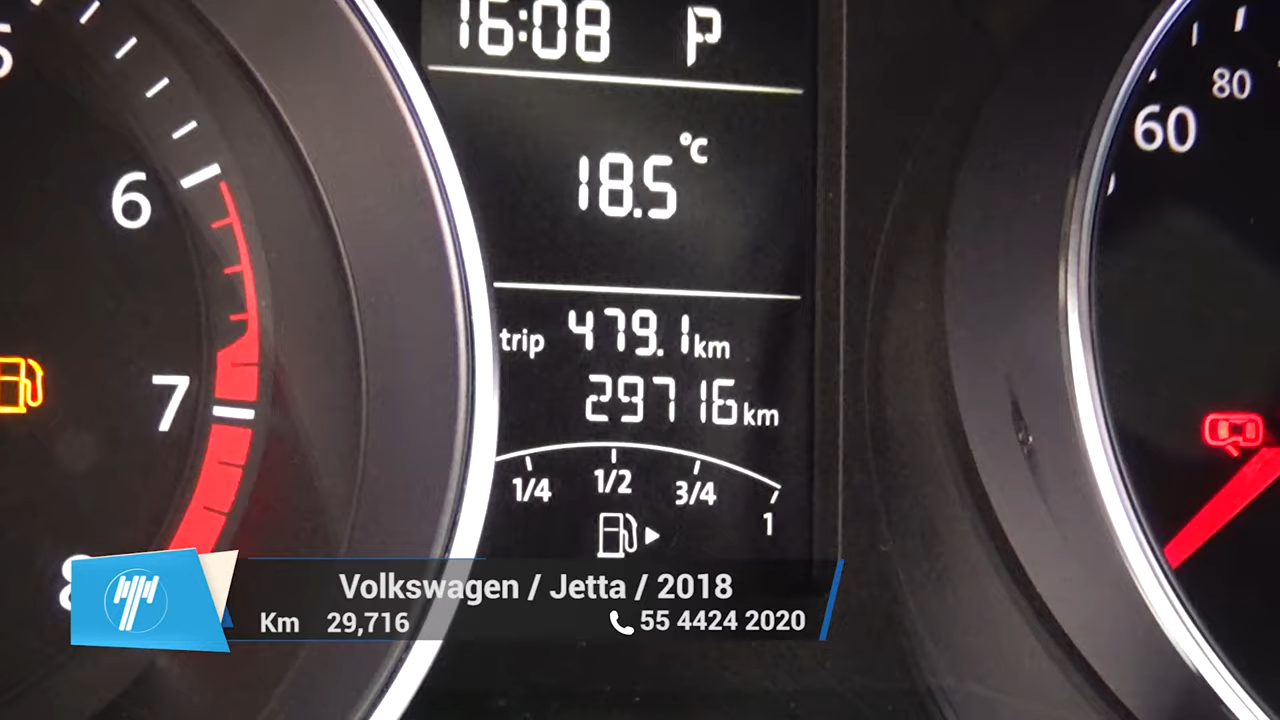 16:08 P
18.5 °C
trip 479.1 km
29716 km
1/4 1/2 3/4 1
6
7
8
60
80
Volkswagen / Jetta / 2018
Km 29,716 55 4424 2020